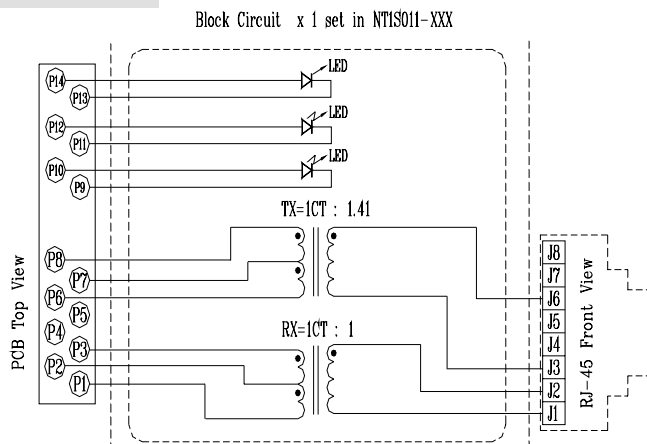 Block Circuit x 1 set in NT1S011-XXX
P14
LED
P13
P12
LED
P11
P10
LED
P9
TX=1CT : 1.41
P8
P7
P6
P5
P4
RX=1CT : 1
P3
P2
P1
PCB Top View
J8
J7
J6
J5
J4
J3
J2
J1
RJ-45 Front View